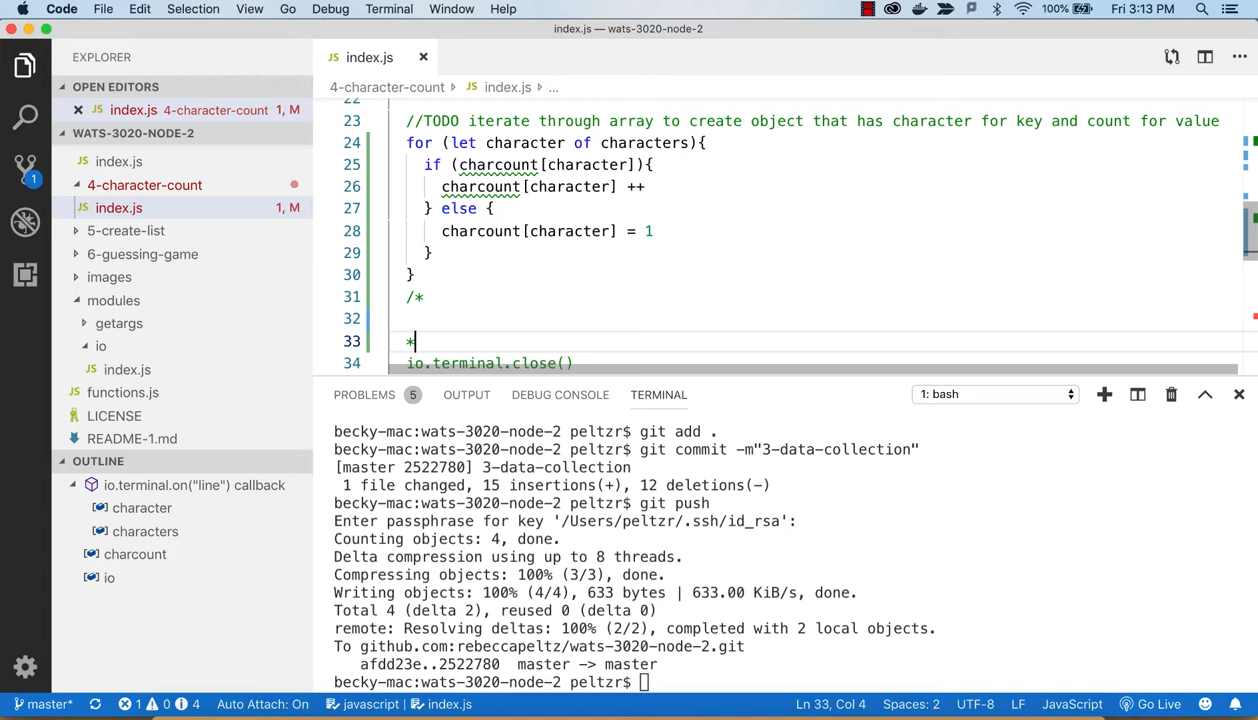 Code File Edit Selection View Go Debug Terminal Window Help 100% Fri 3:13 PM
index.js — wats-3020-node-2
EXPLORER
JS index.js
OPEN EDITORS
4-character-count JS index.js ...
JS index.js 4-character-count 1, M
WATS-3020-NODE-2
JS index.js
4-character-count
JS index.js 1, M
5-create-list
6-guessing-game
images
modules
getargs
io
JS index.js
JS functions.js
LICENSE
README-1.md
OUTLINE
io.terminal.on("line") callback
character
characters
charcount
io
1
22
23 //TODO iterate through array to create object that has character for key and count for value
24 for (let character of characters){
25 if (charcount[character]){
26 charcount[character] ++
27 } else {
28 charcount[character] = 1
29 }
30 }
31 /*
32
33 *
34 io.terminal.close()
PROBLEMS 5 OUTPUT DEBUG CONSOLE TERMINAL 1: bash
becky-mac:wats-3020-node-2 peltzr$ git add .
becky-mac:wats-3020-node-2 peltzr$ git commit -m"3-data-collection"
[master 2522780] 3-data-collection
1 file changed, 15 insertions(+), 12 deletions(-)
becky-mac:wats-3020-node-2 peltzr$ git push
Enter passphrase for key '/Users/peltzr/.ssh/id_rsa':
Counting objects: 4, done.
Delta compression using up to 8 threads.
Compressing objects: 100% (3/3), done.
Writing objects: 100% (4/4), 633 bytes | 633.00 KiB/s, done.
Total 4 (delta 2), reused 0 (delta 0)
remote: Resolving deltas: 100% (2/2), completed with 2 local objects.
To github.com:rebeccapeltz/wats-3020-node-2.git
afdd23e..2522780 master -> master
becky-mac:wats-3020-node-2 peltzr$
master* 1 0 4 Auto Attach: On javascript | index.js Ln 33, Col 4 Spaces: 2 UTF-8 LF JavaScript Go Live